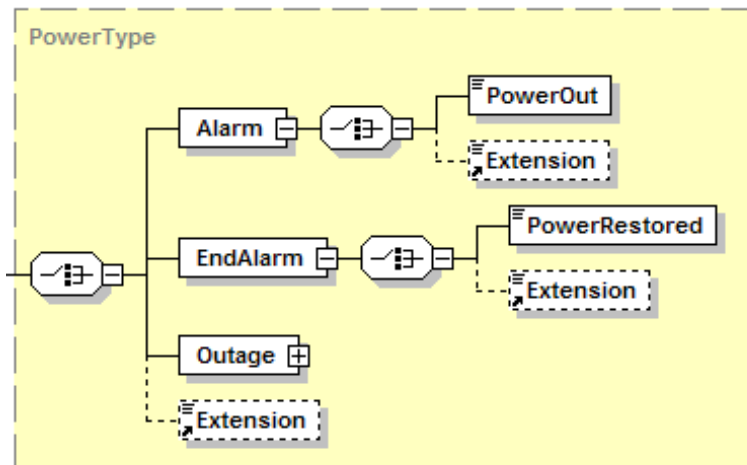 PowerType
Alarm
PowerOut
Extension
EndAlarm
PowerRestored
Extension
Outage
Extension